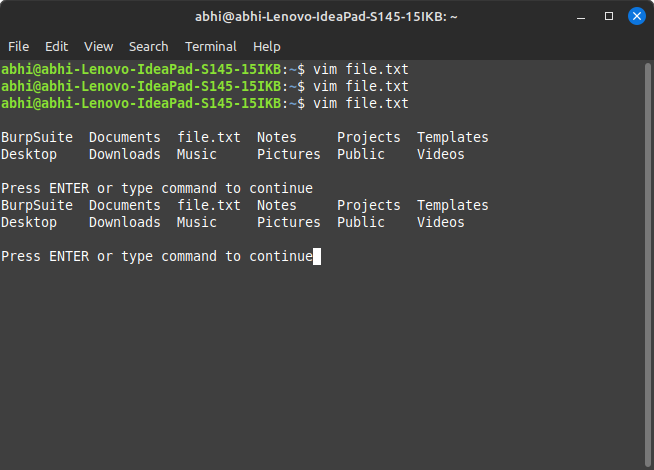 abhi@abhi-Lenovo-IdeaPad-S145-15IKB: ~
File Edit View Search Terminal Help
abhi@abhi-Lenovo-IdeaPad-S145-15IKB:~$ vim file.txt
abhi@abhi-Lenovo-IdeaPad-S145-15IKB:~$ vim file.txt
abhi@abhi-Lenovo-IdeaPad-S145-15IKB:~$ vim file.txt
BurpSuite  Documents  file.txt  Notes     Projects  Templates
Desktop    Downloads  Music     Pictures  Public    Videos
Press ENTER or type command to continue
BurpSuite  Documents  file.txt  Notes     Projects  Templates
Desktop    Downloads  Music     Pictures  Public    Videos
Press ENTER or type command to continue